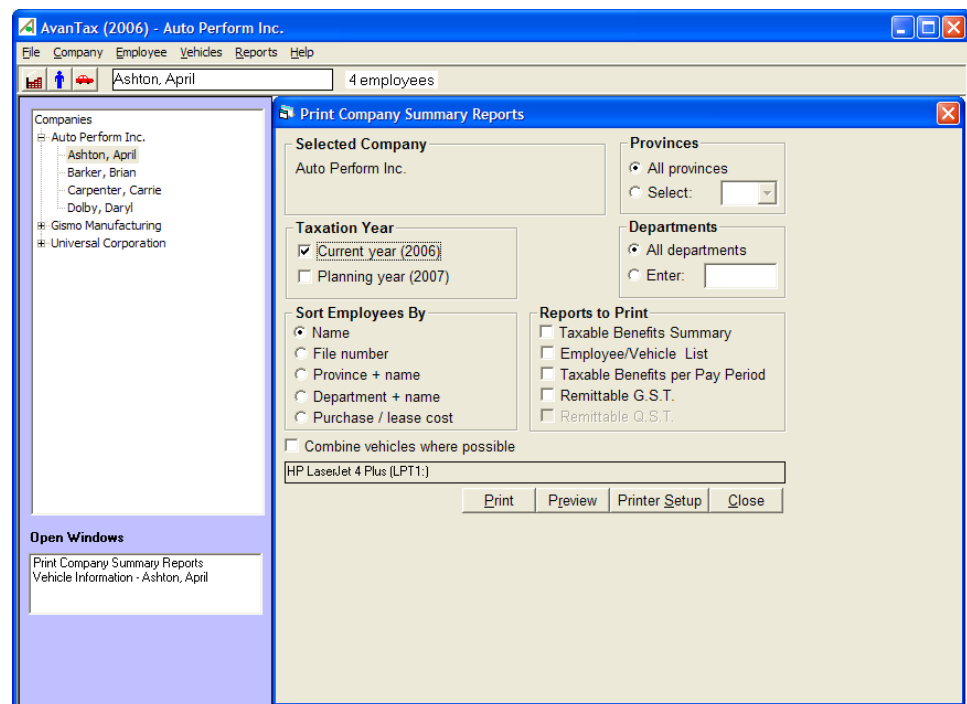 AvanTax (2006) - Auto Perform Inc.
File Company Employee Vehicles Reports Help
Ashton, April 4 employees
Companies
Auto Perform Inc.
Ashton, April
Barker, Brian
Carpenter, Carrie
Dolby, Daryl
Gismo Manufacturing
Universal Corporation
Open Windows
Print Company Summary Reports
Vehicle Information - Ashton, April
Print Company Summary Reports
Selected Company
Auto Perform Inc.
Provinces
All provinces
Select:
Taxation Year
Current year (2006)
Planning year (2007)
Departments
All departments
Enter:
Sort Employees By
Name
File number
Province + name
Department + name
Purchase / lease cost
Reports to Print
Taxable Benefits Summary
Employee/Vehicle List
Taxable Benefits per Pay Period
Remittable G.S.T.
Remittable Q.S.T.
Combine vehicles where possible
HP LaserJet 4 Plus (LPT1:)
Print Preview Printer Setup Close